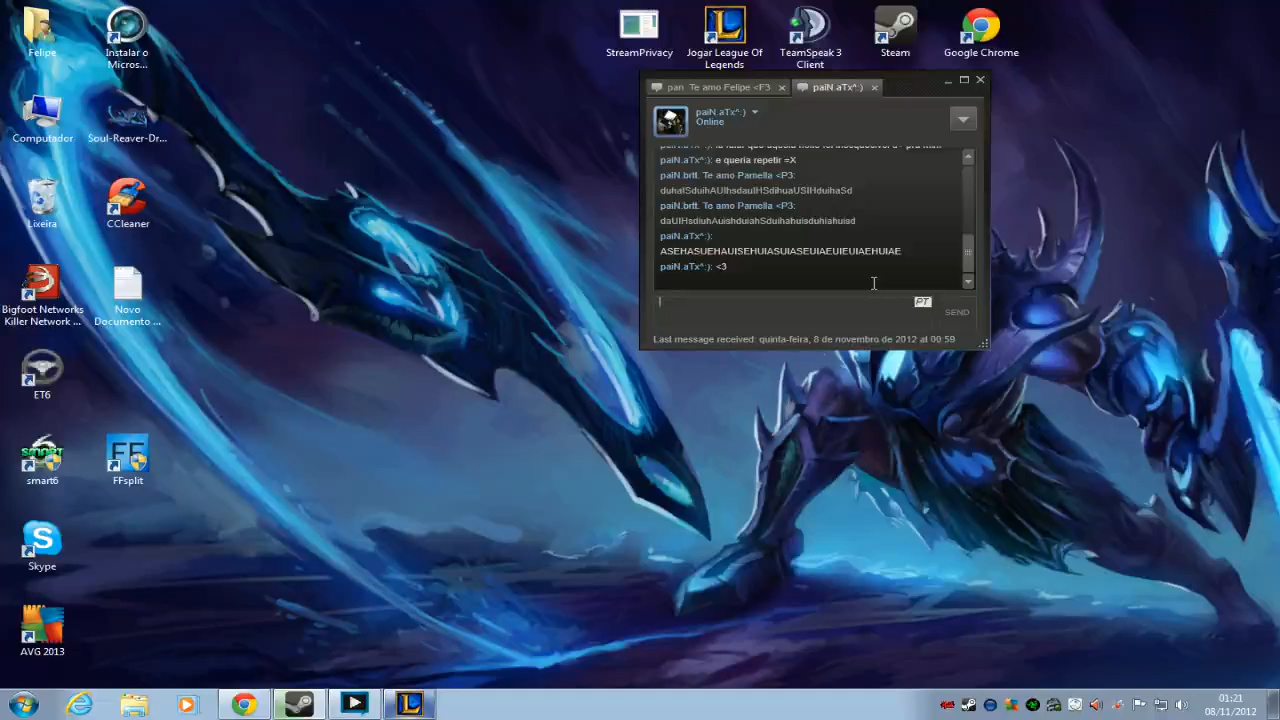 Felipe
Instalar o
Micros...
StreamPrivacy
Jogar League Of
Legends
TeamSpeak 3
Client
Steam
Google Chrome
Computador
Soul-Reaver-Dr...
Lixeira
CCleaner
Bigfoot Networks
Killer Network ...
Novo
Documento ...
ET6
smart6
FFsplit
Skype
AVG 2013
pan Te amo Felipe <F3
paiN.aTx^:)
paiN.aTx^:)
Online
paiN.aTx^:): e queria repetir =X
paiN.brtt. Te amo Pamella <P3:
duhaISduihAUIhsdauIHSdihuaUSIHduihaSd
paiN.brtt. Te amo Pamella <P3:
daUIHsdiuhAuishduiahSduihahuisduhiahuisd
paiN.aTx^:):
ASEHASUEHAUISEHUIASUIASEUIAEUIEUIAEHUIAE
paiN.aTx^:): <3
PT
SEND
Last message received: quinta-feira, 8 de novembro de 2012 at 00:59
01:21
08/11/2012